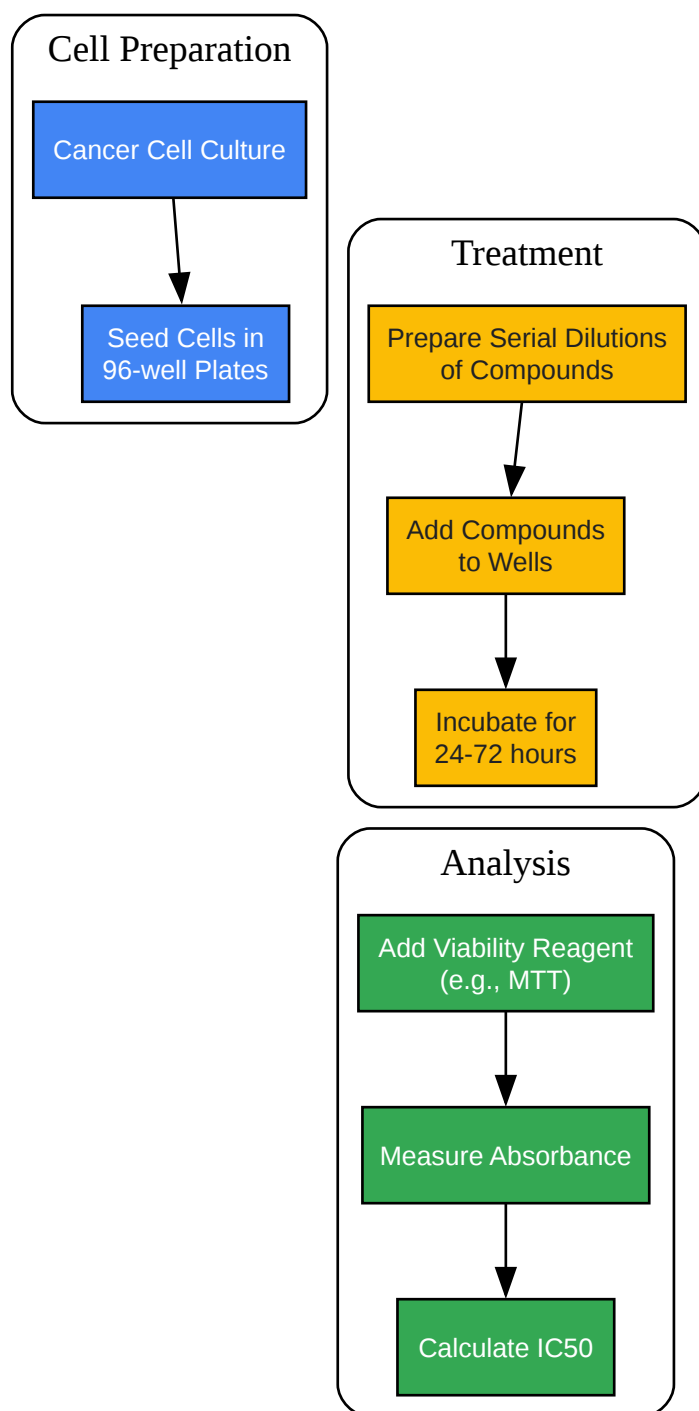 Cell Preparation
Cancer Cell Culture
Seed Cells in
96-well Plates
Treatment
Prepare Serial Dilutions
of Compounds
Add Compounds
to Wells
Incubate for
24-72 hours
Analysis
Add Viability Reagent
(e.g., MTT)
Measure Absorbance
Calculate IC50